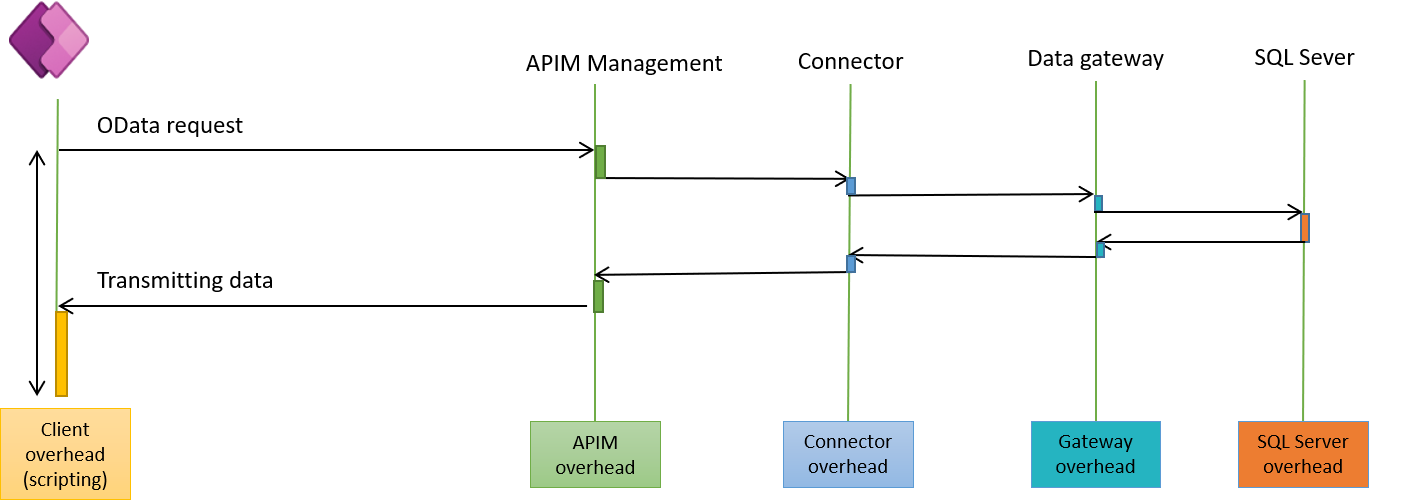 APIM Management
Connector
Data gateway
SQL Sever
OData request
Transmitting data
Client
overhead
(scripting)
APIM
overhead
Connector
overhead
Gateway
overhead
SQL Server
overhead